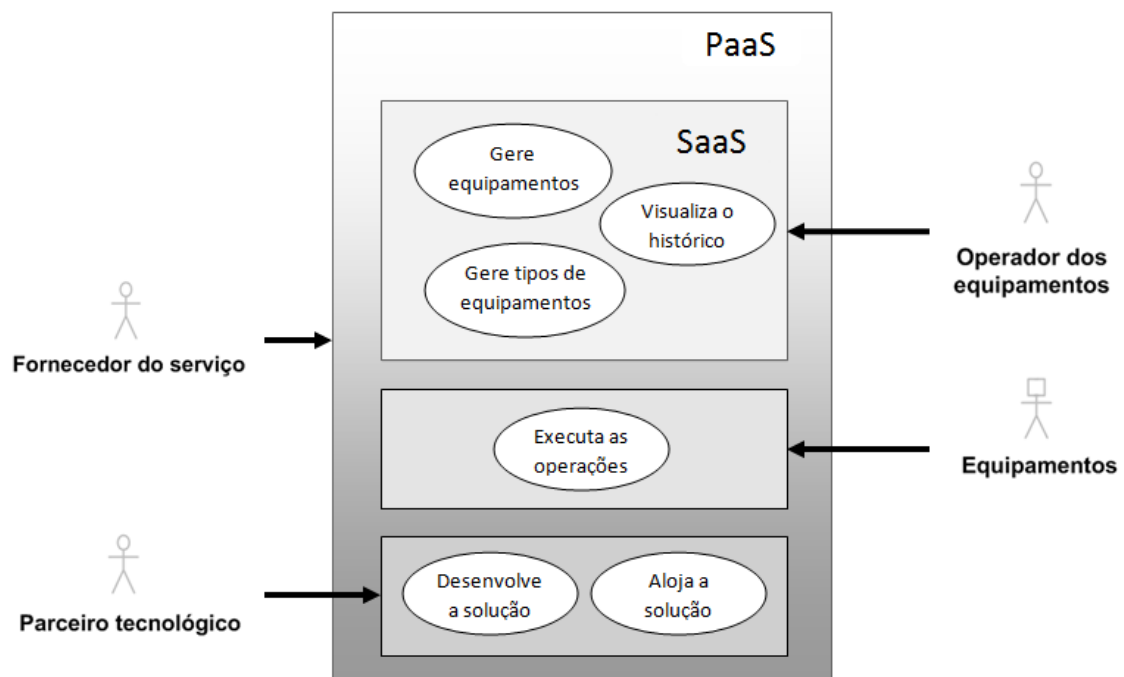 PaaS
SaaS
Gere
equipamentos
Visualiza o
histórico
Gere tipos de
equipamentos
Operador dos
equipamentos
Fornecedor do serviço
Executa as
operações
Equipamentos
Desenvolve
a solução
Aloja a
solução
Parceiro tecnológico